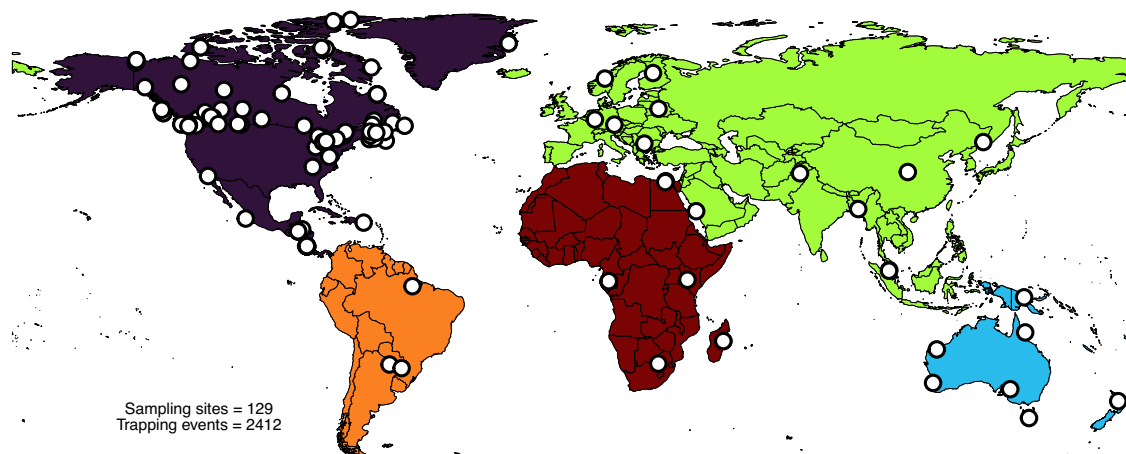 Sampling sites = 129
Trapping events = 2412